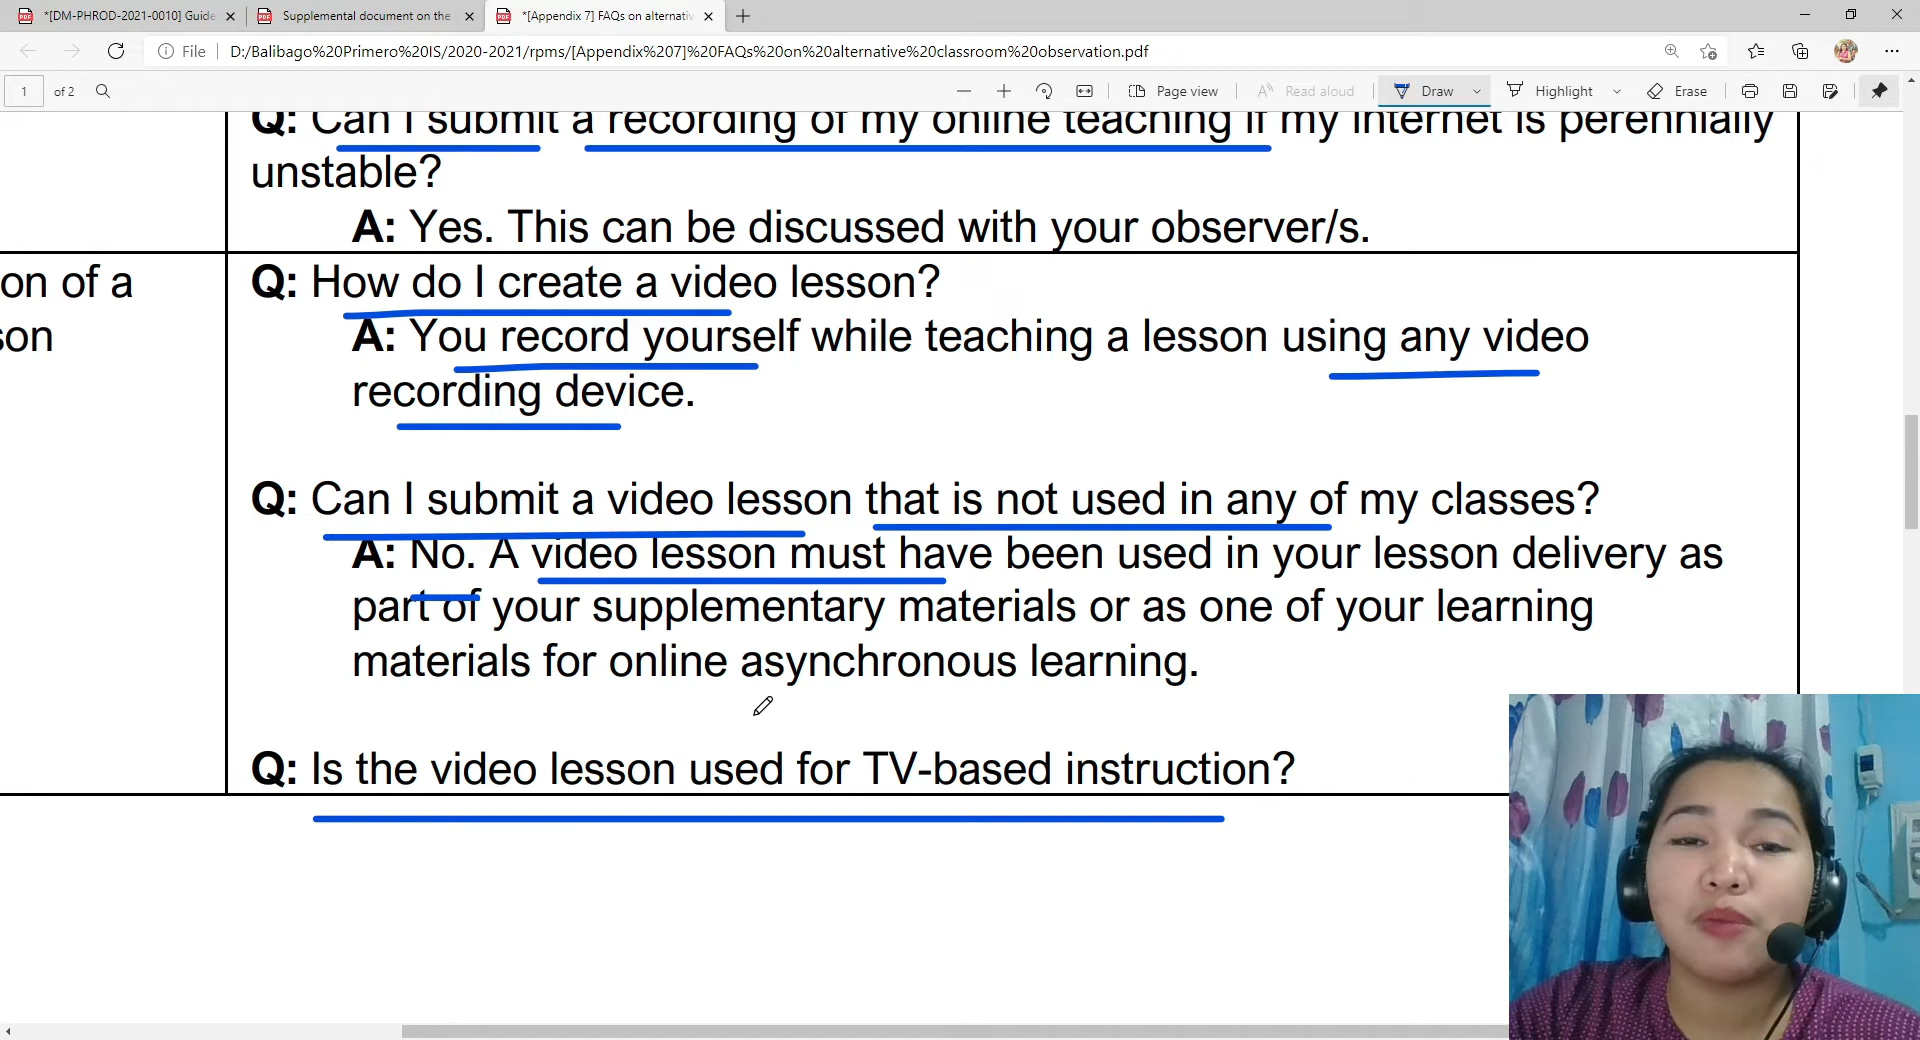 *[DM-PHROD-2021-0010] Guide
Supplemental document on the
*[Appendix 7] FAQs on alternativ
File
D:/Balibago%20Primero%20IS/2020-2021/rpms/[Appendix%207]%20FAQs%20on%20alternative%20classroom%20observation.pdf
1 of 2
Page view
Read aloud
Draw
Highlight
Erase
Q: Can I submit a recording of my online teaching if my internet is perennially
unstable?
A: Yes. This can be discussed with your observer/s.
on of a
son
Q: How do I create a video lesson?
A: You record yourself while teaching a lesson using any video
recording device.
Q: Can I submit a video lesson that is not used in any of my classes?
A: No. A video lesson must have been used in your lesson delivery as
part of your supplementary materials or as one of your learning
materials for online asynchronous learning.
Q: Is the video lesson used for TV-based instruction?